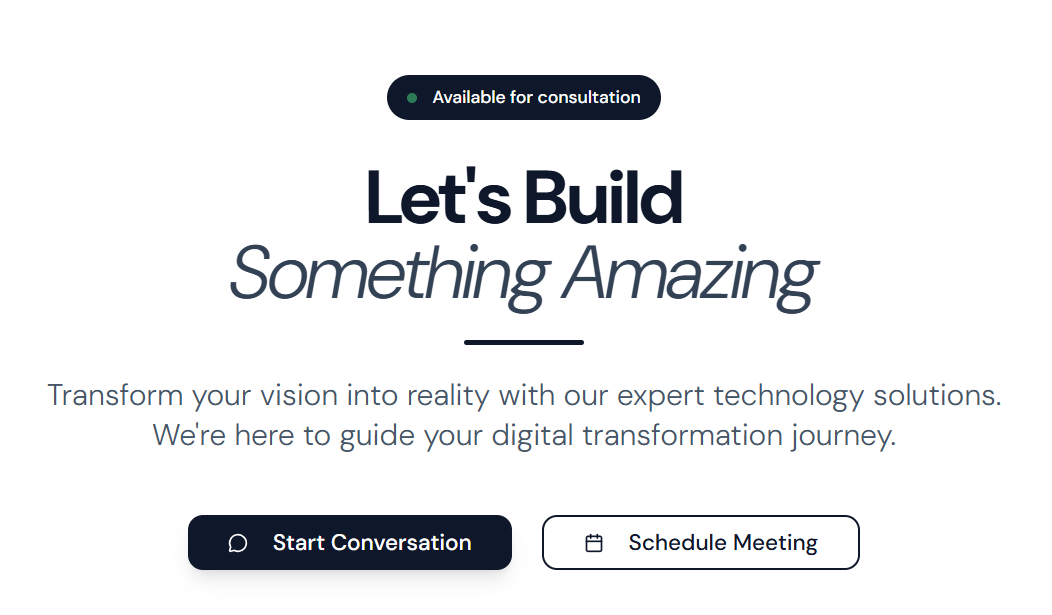 Available for consultation
Let's Build
Something Amazing
Transform your vision into reality with our expert technology solutions.
We're here to guide your digital transformation journey.
Start Conversation
Schedule Meeting